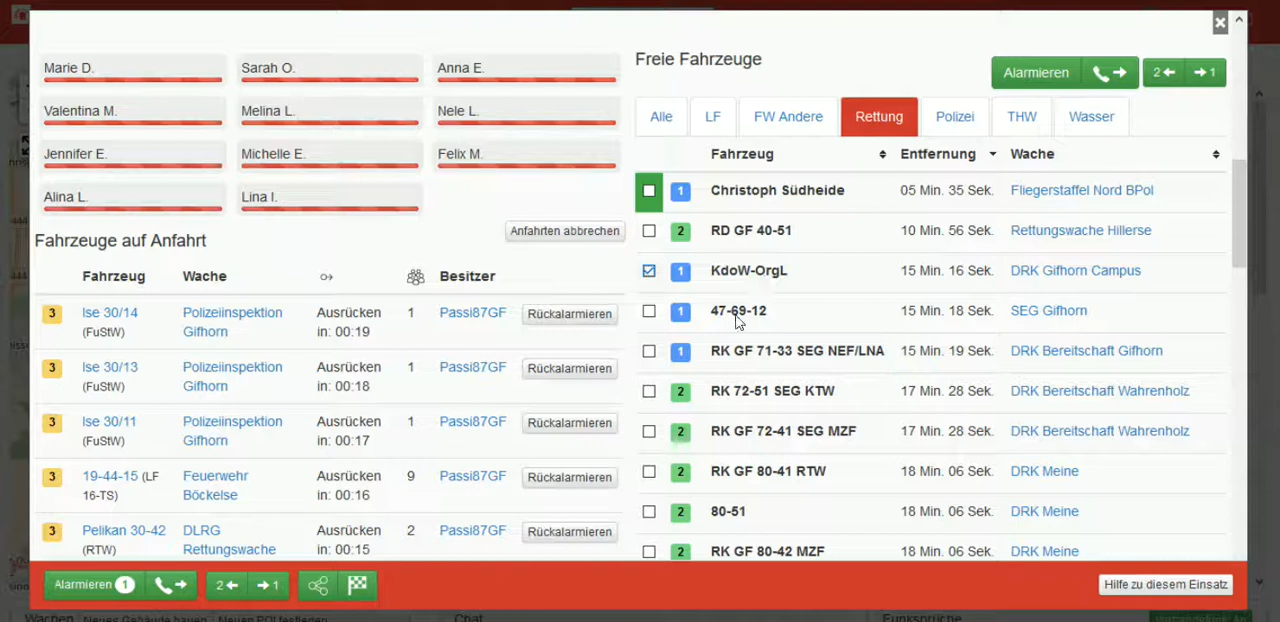 Marie D. Sarah O. Anna E.
Valentina M. Melina L. Nele L.
Jennifer E. Michelle E. Felix M.
Alina L. Lina I.
Anfahrten abbrechen
Fahrzeuge auf Anfahrt
Fahrzeug Wache Besitzer
3 Ise 30/14 (FuStW) Polizeiinspektion Gifhorn Ausrücken in: 00:19 1 Passi87GF Rückalarmieren
3 Ise 30/13 (FuStW) Polizeiinspektion Gifhorn Ausrücken in: 00:18 1 Passi87GF Rückalarmieren
3 Ise 30/11 (FuStW) Polizeiinspektion Gifhorn Ausrücken in: 00:17 1 Passi87GF Rückalarmieren
3 19-44-15 (LF 16-TS) Feuerwehr Böckelse Ausrücken in: 00:16 9 Passi87GF Rückalarmieren
3 Pelikan 30-42 (RTW) DLRG Rettungswache Ausrücken in: 00:15 2 Passi87GF Rückalarmieren
Freie Fahrzeuge
Alarmieren 2 1
Alle LF FW Andere Rettung Polizei THW Wasser
Fahrzeug Entfernung Wache
1 Christoph Südheide 05 Min. 35 Sek. Fliegerstaffel Nord BPol
2 RD GF 40-51 10 Min. 56 Sek. Rettungswache Hillerse
1 KdoW-OrgL 15 Min. 16 Sek. DRK Gifhorn Campus
1 47-69-12 15 Min. 18 Sek. SEG Gifhorn
1 RK GF 71-33 SEG NEF/LNA 15 Min. 19 Sek. DRK Bereitschaft Gifhorn
2 RK 72-51 SEG KTW 17 Min. 28 Sek. DRK Bereitschaft Wahrenholz
2 RK GF 72-41 SEG MZF 17 Min. 28 Sek. DRK Bereitschaft Wahrenholz
2 RK GF 80-41 RTW 18 Min. 06 Sek. DRK Meine
2 80-51 18 Min. 06 Sek. DRK Meine
2 RK GF 80-42 MZF 18 Min. 06 Sek. DRK Meine
Alarmieren 1 2 1 Hilfe zu diesem Einsatz
Wachen Neues Gebäude bauen Chat Funksprüche